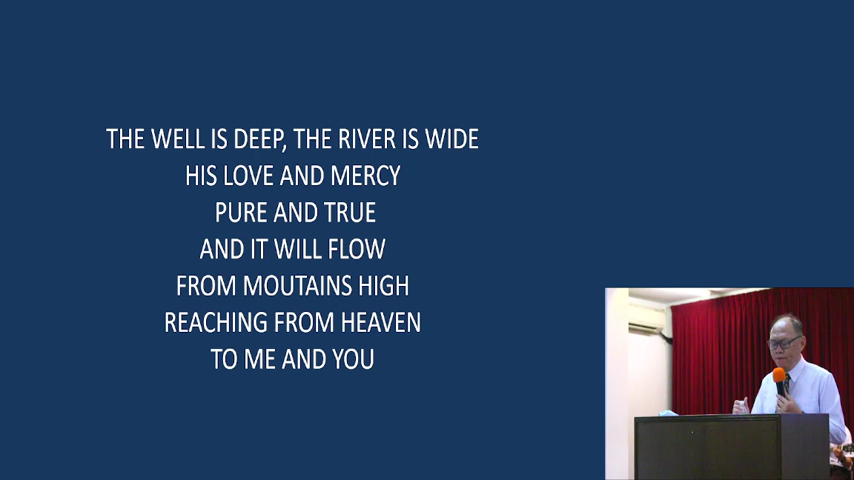 THE WELL IS DEEP, THE RIVER IS WIDE
HIS LOVE AND MERCY
PURE AND TRUE
AND IT WILL FLOW
FROM MOUTAINS HIGH
REACHING FROM HEAVEN
TO ME AND YOU